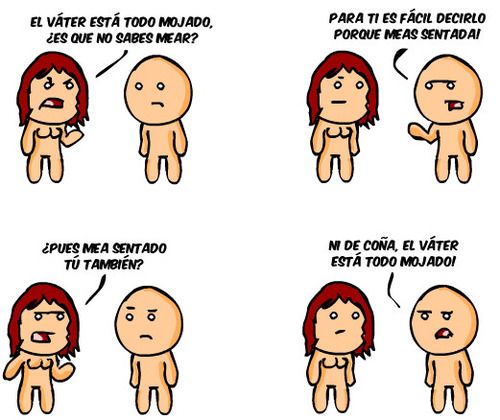 EL VÁTER ESTÁ TODO MOJADO,
¿ES QUE NO SABES MEAR?
PARA TI ES FÁCIL DECIRLO
PORQUE MEAS SENTADA!
¿PUES MEA SENTADO
TÚ TAMBIÉN?
NI DE COÑA, EL VÁTER
ESTÁ TODO MOJADO!